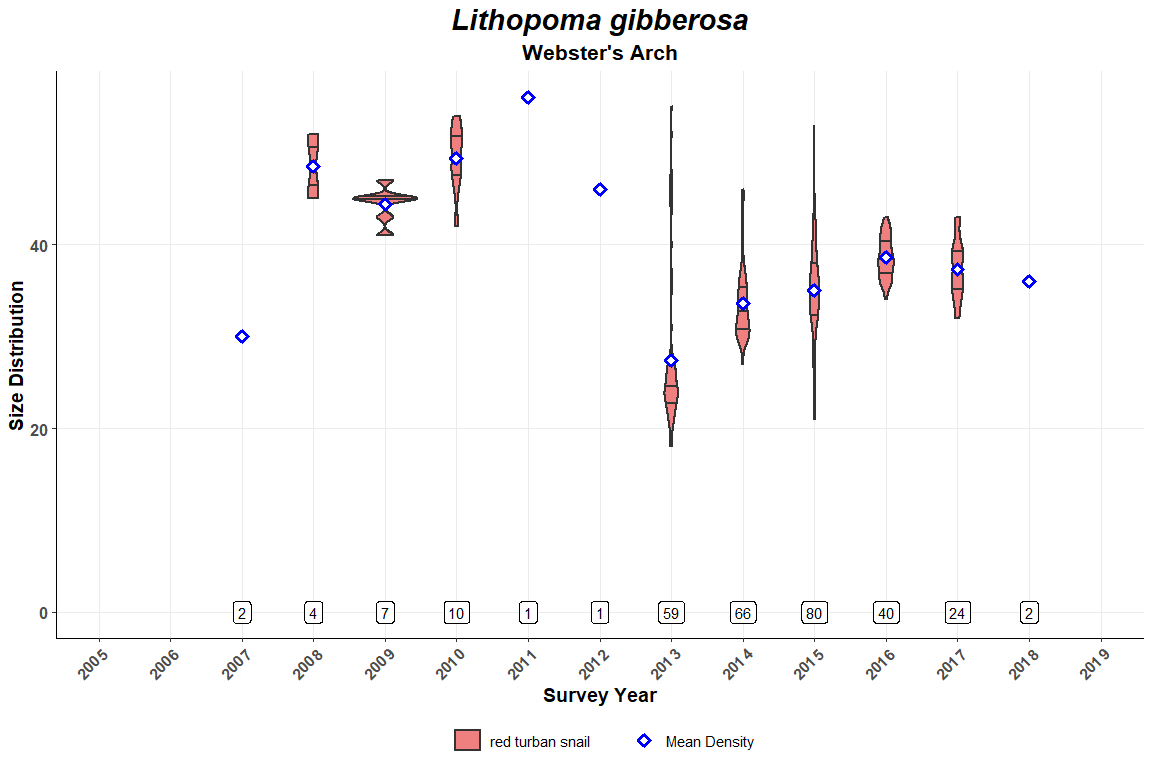 Lithopoma gibberosa
Webster's Arch
Size Distribution
40
20
0
2 4 7 10 1 1 59 66 80 40 24 2
2005 2006 2007 2008 2009 2010 2011 2012 2013 2014 2015 2016 2017 2018 2019
Survey Year
red turban snail Mean Density